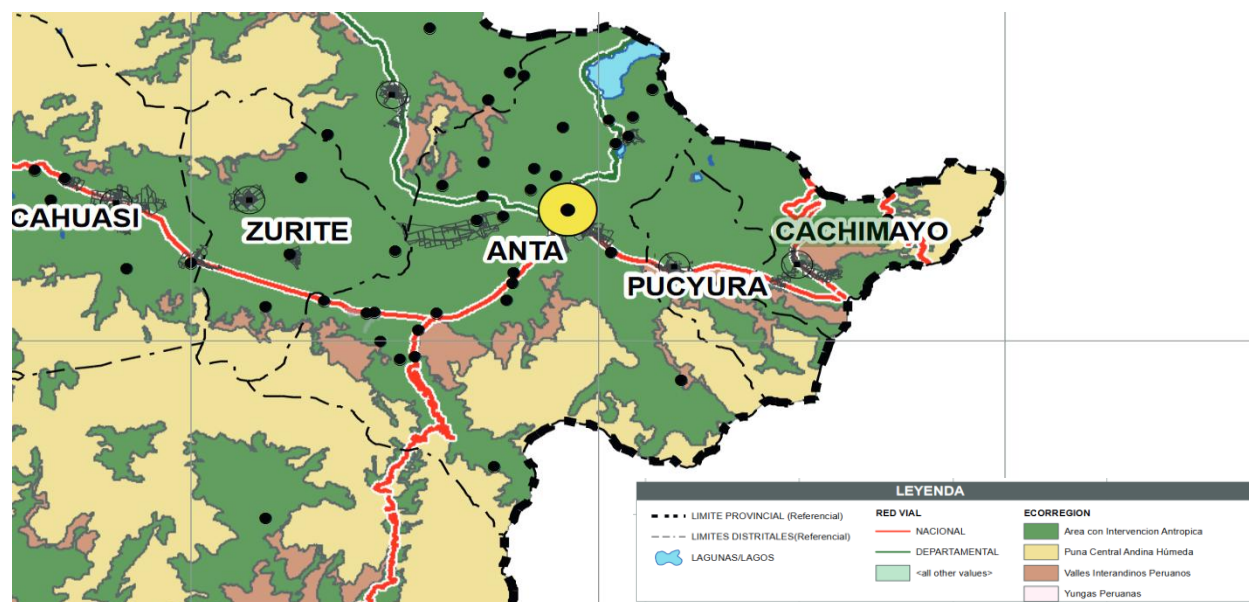 CAHUASI
ZURITE
ANTA
PUCYURA
CACHIMAYO
LEYENDA
LIMITE PROVINCIAL (Referencial)
LIMITES DISTRITALES(Referencial)
LAGUNAS/LAGOS
RED VIAL
NACIONAL
DEPARTAMENTAL
<all other values>
ECORREGION
Area con Intervencion Antropica
Puna Central Andina Húmeda
Valles Interandinos Peruanos
Yungas Peruanas